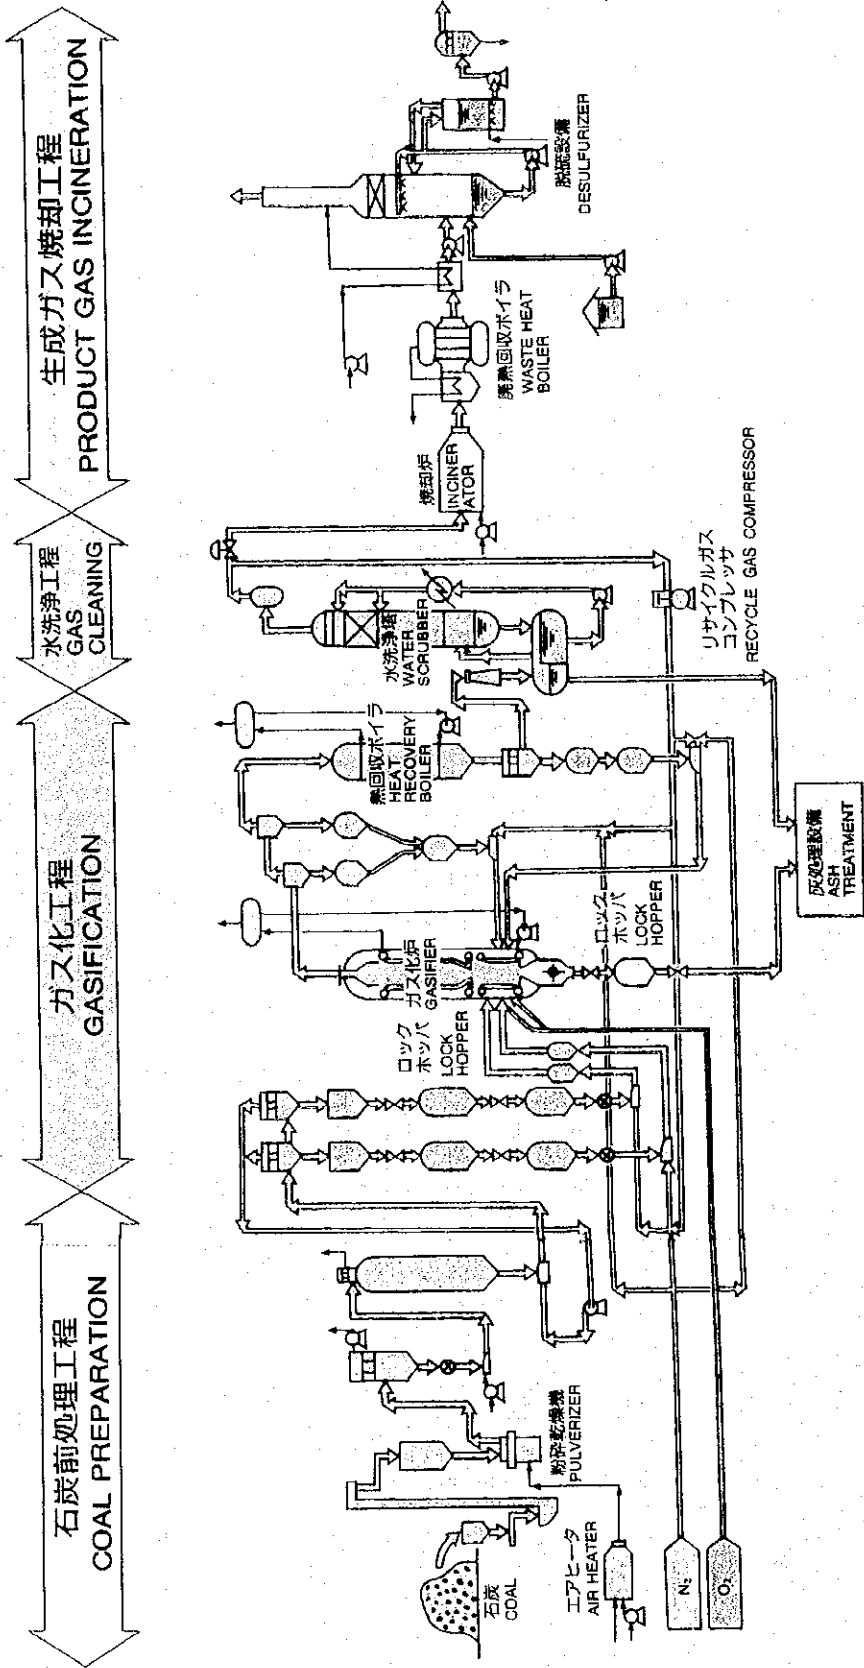 石炭前処理工程
COAL PREPARATION
ガス化工程
GASIFICATION
水洗浄工程
GAS
CLEANING
生成ガス焼却工程
PRODUCT GAS INCINERATION
石炭
COAL
エアヒータ
AIR HEATER
粉砕乾燥機
PULVERIZER
N₂
O₂
ロック
ホッパ
LOCK
HOPPER
ガス化炉
GASIFIER
ロック
ホッパ
LOCK
HOPPER
熱回収ボイラ
HEAT
RECOVERY
BOILER
水洗浄塔
WATER
SCRUBBER
灰処理設備
ASH
TREATMENT
リサイクルガス
コンプレッサ
RECYCLE GAS COMPRESSOR
焼却炉
INCINER
ATOR
廃熱回収ボイラ
WASTE HEAT
BOILER
脱硫設備
DESULFURIZER